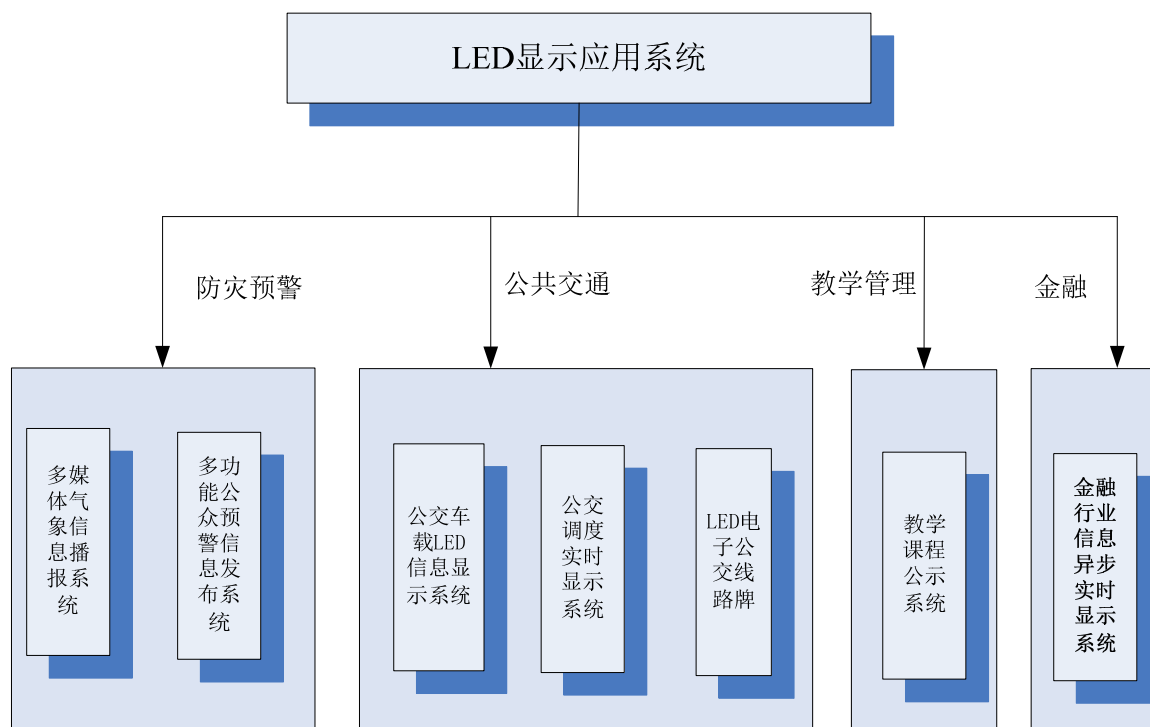 LED显示应用系统
防灾预警
公共交通
教学管理
金融
多媒
体气
象信
息播
报系
统
多功
能公
众预
警信
息发
布系
统
公交车
载LED
信息显
示系统
公交
调度
实时
显示
系统
LED电
子公
交线
路牌
教学
课程
公示
系统
金融
行业
信息
异步
实时
显示
系统